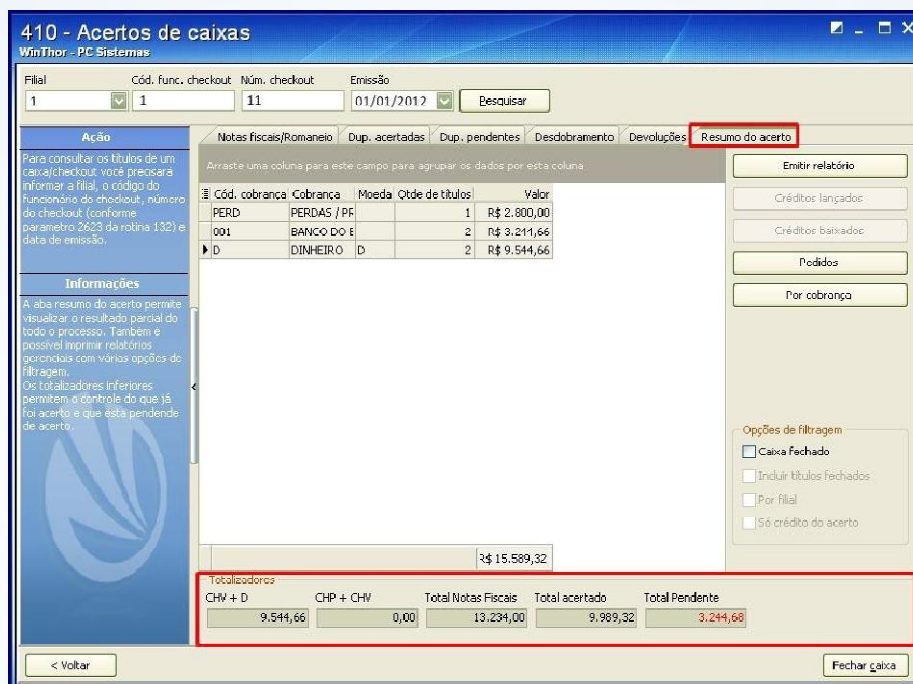 410 - Acertos de caixas
WinThor - PC Sistemas
Filial
Cód. func. checkout
Núm. checkout
Emissão
1
1
11
01/01/2012
Pesquisar
Ação
Para consultar os títulos de um
caixa/checkout você precisará
informar a filial, o código do
funcionário do checkout, número
do checkout (conforme
parametro 2623 da rotina 132) e
data de emissão.
Informações
A aba resumo do acerto permite
visualizar o resultado parcial do
todo o processo. Também é
possível imprimir relatórios
gerenciais com várias opções de
filtragem.
Os totalizadores inferiores
permitem o controle do que já
foi acerto e que esta pendende
de acerto.
Notas fiscais/Romaneio
Dup. acertadas
Dup. pendentes
Desdobramento
Devoluções
Resumo do acerto
Arraste uma coluna para este campo para agrupar os dados por esta coluna
Cód. cobrança Cobrança Moeda Qtde de títulos Valor
PERD PERDAS / PF 1 R$ 2.800,00
001 BANCO DO E 2 R$ 3.244,66
D DINHEIRO D 2 R$ 9.544,66
R$ 15.589,32
Emitir relatório
Créditos lançados
Créditos baixados
Pedidos
Por cobrança
Opções de filtragem
Caixa fechado
Incluir títulos fechados
Por filial
Só crédito do acerto
Totalizadores
CHV + D
CHP + CHV
Total Notas Fiscais
Total acertado
Total Pendente
9.544,66
0,00
13.234,00
9.989,32
3.244,68
< Voltar
Fechar caixa